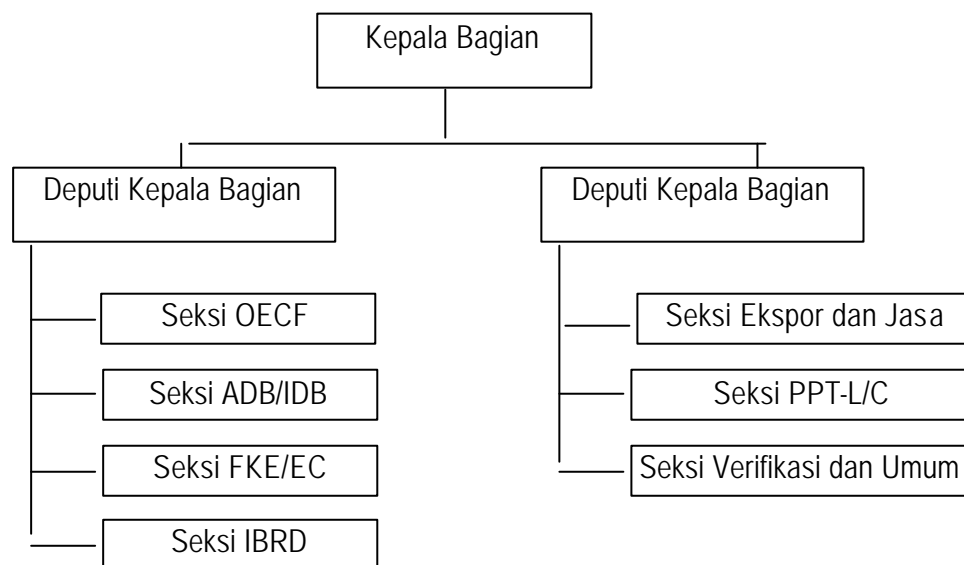 Kepala Bagian
Deputi Kepala Bagian
Deputi Kepala Bagian
Seksi OECF
Seksi ADB/IDB
Seksi FKE/EC
Seksi IBRD
Seksi Ekspor dan Jasa
Seksi PPT-L/C
Seksi Verifikasi dan Umum